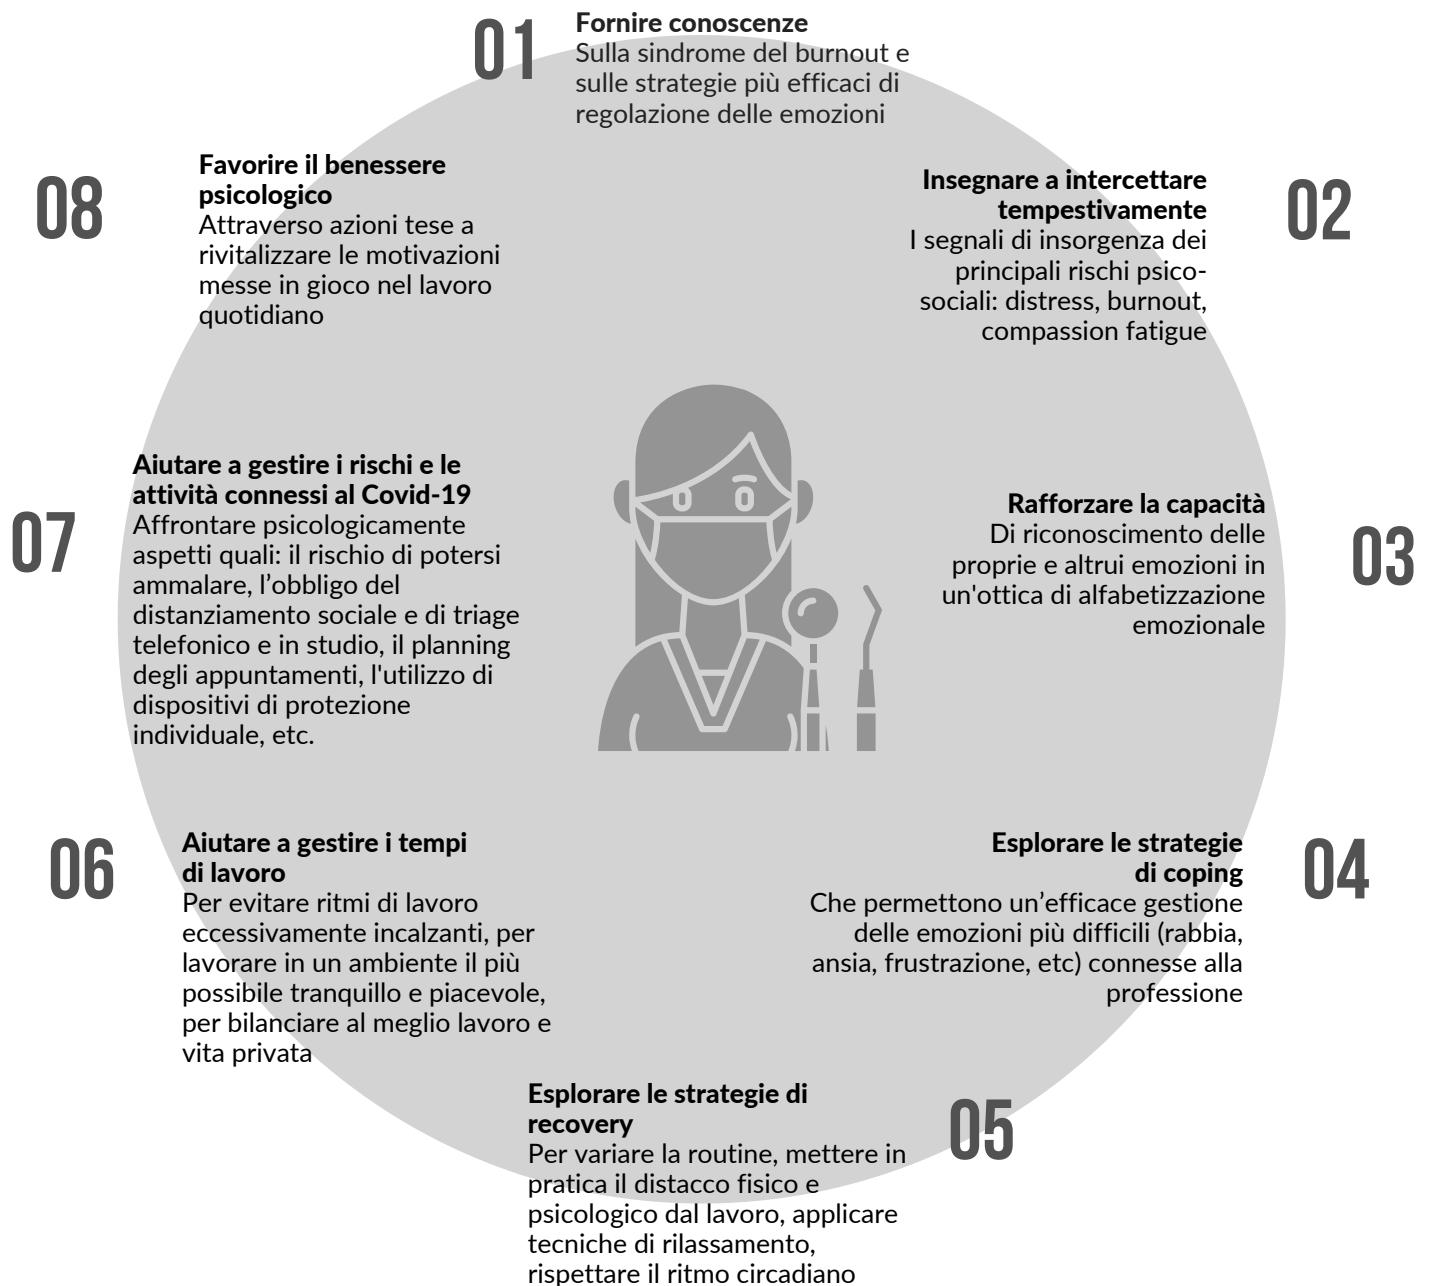 01
Fornire conoscenze
Sulla sindrome del burnout e
sulle strategie più efficaci di
regolazione delle emozioni
02
Insegnare a intercettare
tempestivamente
I segnali di insorgenza dei
principali rischi psico-
sociali: distress, burnout,
compassion fatigue
03
Rafforzare la capacità
Di riconoscimento delle
proprie e altrui emozioni in
un'ottica di alfabetizzazione
emozionale
04
Esplorare le strategie
di coping
Che permettono un’efficace gestione
delle emozioni più difficili (rabbia,
ansia, frustrazione, etc) connesse alla
professione
05
Esplorare le strategie di
recovery
Per variare la routine, mettere in
pratica il distacco fisico e
psicologico dal lavoro, applicare
tecniche di rilassamento,
rispettare il ritmo circadiano
06
Aiutare a gestire i tempi
di lavoro
Per evitare ritmi di lavoro
eccessivamente incalzanti, per
lavorare in un ambiente il più
possibile tranquillo e piacevole,
per bilanciare al meglio lavoro e
vita privata
07
Aiutare a gestire i rischi e le
attività connessi al Covid-19
Affrontare psicologicamente
aspetti quali: il rischio di potersi
ammalare, l’obbligo del
distanziamento sociale e di triage
telefonico e in studio, il planning
degli appuntamenti, l'utilizzo di
dispositivi di protezione
individuale, etc.
08
Favorire il benessere
psicologico
Attraverso azioni tese a
rivitalizzare le motivazioni
messe in gioco nel lavoro
quotidiano